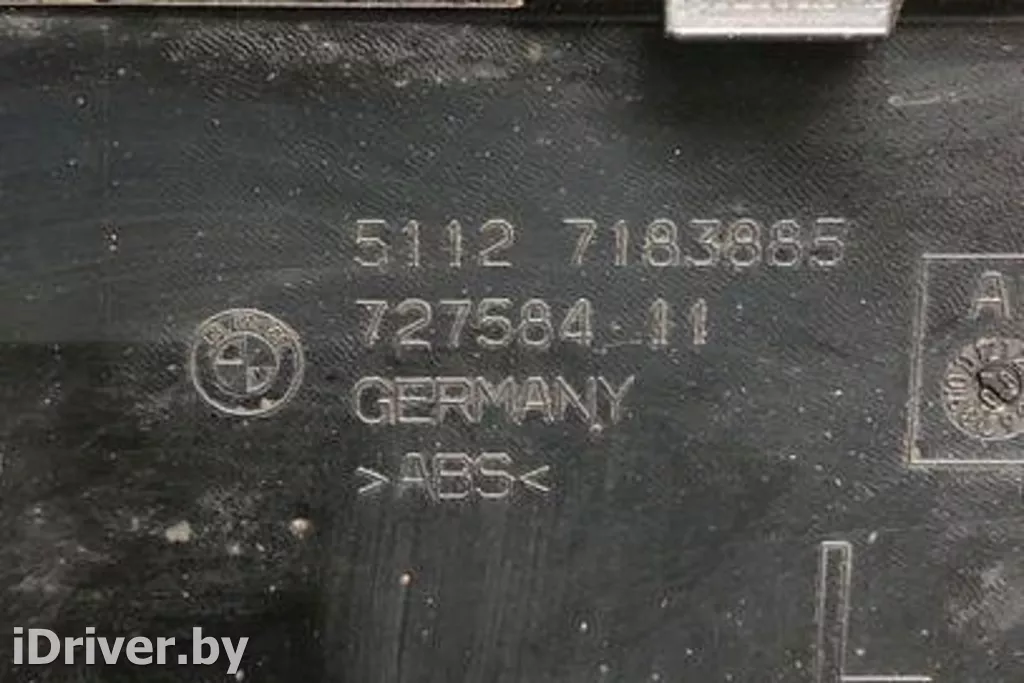 5112 7183885
727584 11
GERMANY
>ABS<
A
iDriver.by